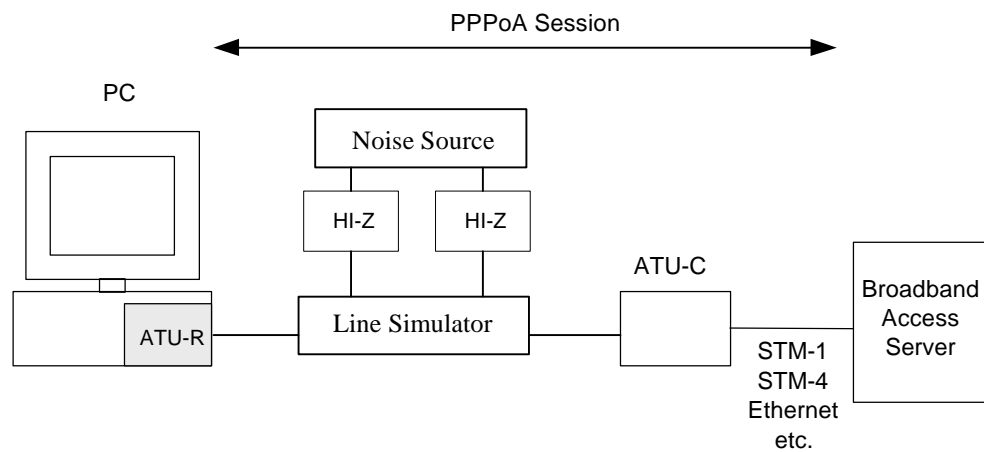 PPPoA Session
PC
Noise Source
HI-Z
HI-Z
ATU-C
Broadband
Access
Server
ATU-R
Line Simulator
STM-1
STM-4
Ethernet
etc.